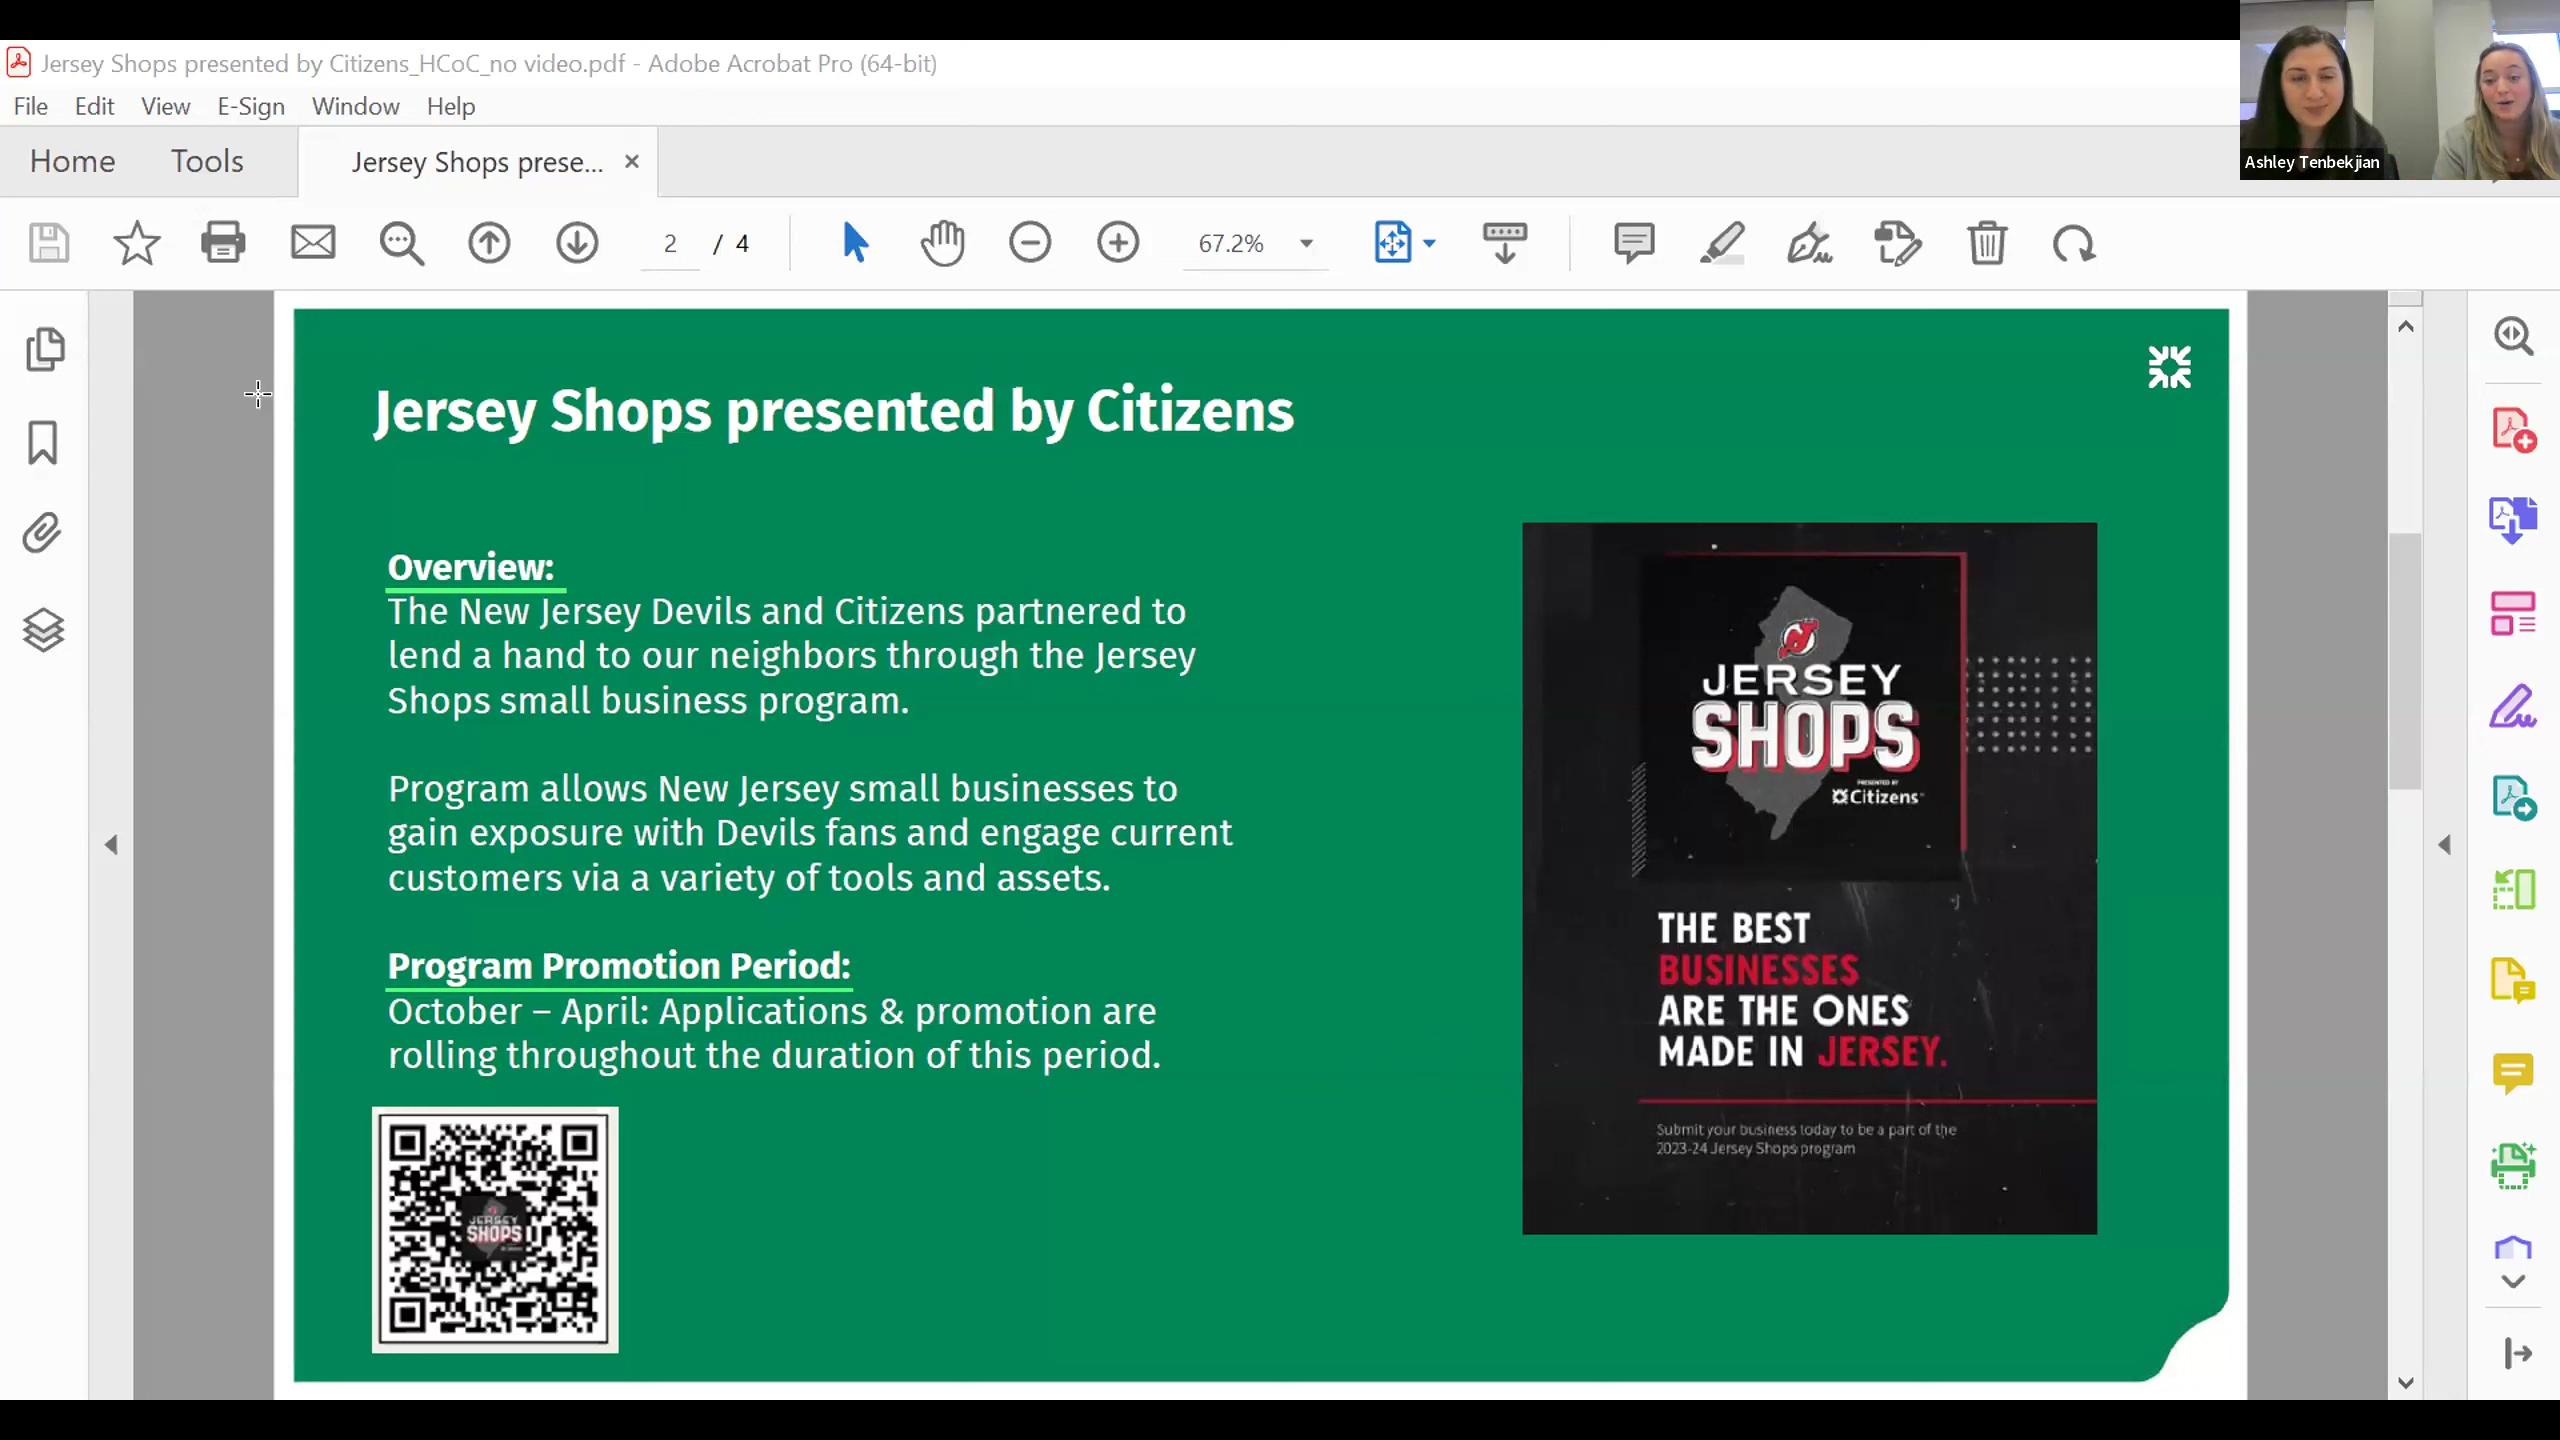 Jersey Shops presented by Citizens_HCoC_no video.pdf - Adobe Acrobat Pro (64-bit)
File Edit View E-Sign Window Help
Home Tools Jersey Shops prese... ×
2 / 4 67.2%
Ashley Tenbekjian
Jersey Shops presented by Citizens
Overview:
The New Jersey Devils and Citizens partnered to
lend a hand to our neighbors through the Jersey
Shops small business program.
Program allows New Jersey small businesses to
gain exposure with Devils fans and engage current
customers via a variety of tools and assets.
Program Promotion Period:
October – April: Applications & promotion are
rolling throughout the duration of this period.
JERSEY
SHOPS
JERSEY
SHOPS
PRESENTED BY
Citizens
THE BEST
BUSINESSES
ARE THE ONES
MADE IN JERSEY.
Submit your business today to be a part of the
2023-24 Jersey Shops program